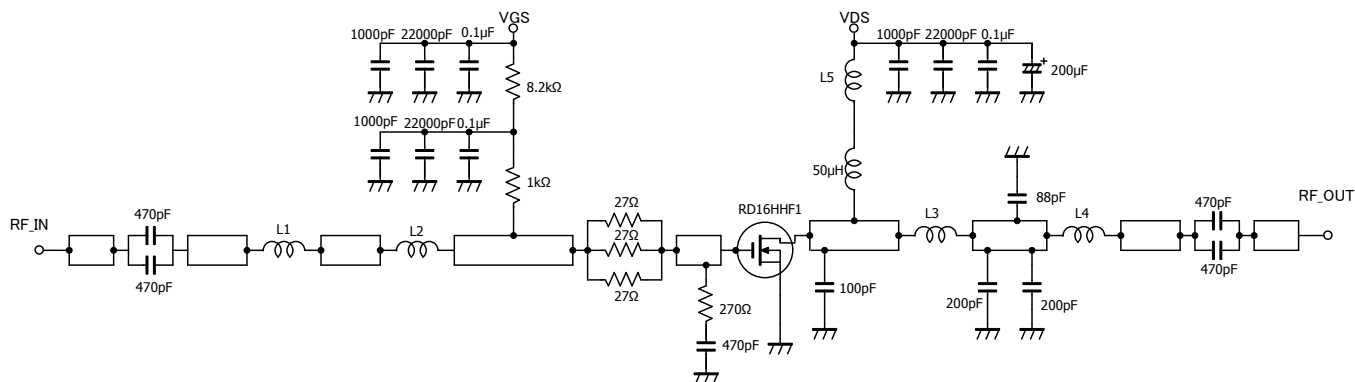 VGS
VDS
1000pF 22000pF 0.1μF
8.2kΩ
1000pF 22000pF 0.1μF
1kΩ
L5
1000pF 22000pF 0.1μF
+
200μF
50μH
88pF
RF_IN
470pF
470pF
L1
L2
27Ω
27Ω
27Ω
270Ω
470pF
RD16HHF1
100pF
L3
200pF
200pF
L4
470pF
470pF
RF_OUT